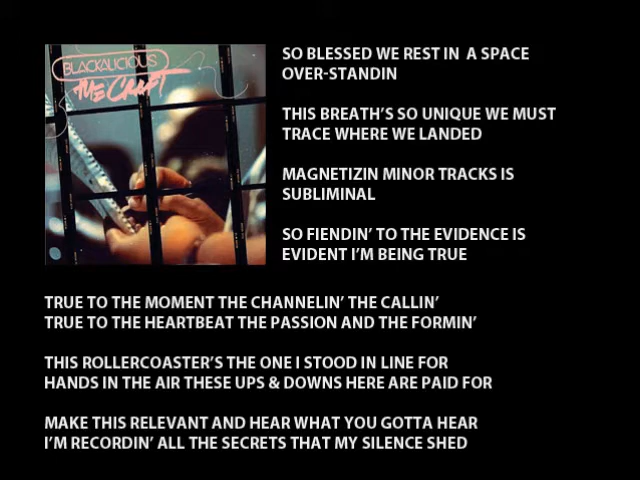 BLACKALICIOUS
THE CRAFT
SO BLESSED WE REST IN A SPACE
OVER-STANDIN
THIS BREATH'S SO UNIQUE WE MUST
TRACE WHERE WE LANDED
MAGNETIZIN MINOR TRACKS IS
SUBLIMINAL
SO FIENDIN' TO THE EVIDENCE IS
EVIDENT I'M BEING TRUE
TRUE TO THE MOMENT THE CHANNELIN' THE CALLIN'
TRUE TO THE HEARTBEAT THE PASSION AND THE FORMIN'
THIS ROLLERCOASTER'S THE ONE I STOOD IN LINE FOR
HANDS IN THE AIR THESE UPS & DOWNS HERE ARE PAID FOR
MAKE THIS RELEVANT AND HEAR WHAT YOU GOTTA HEAR
I'M RECORDIN' ALL THE SECRETS THAT MY SILENCE SHED